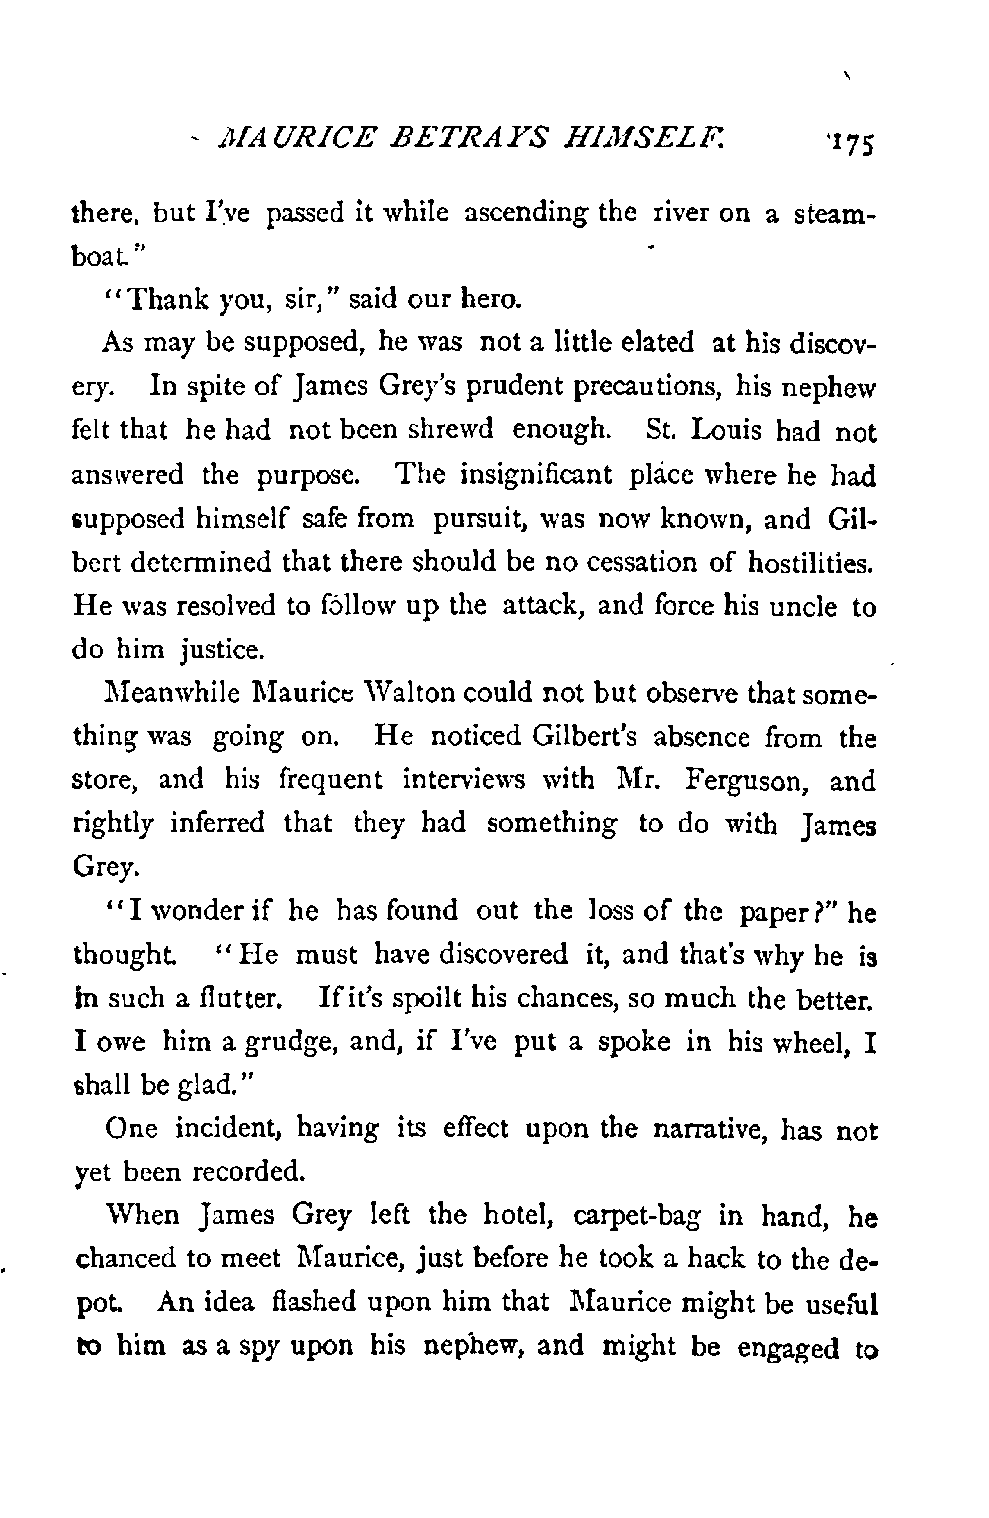 MAURICE BETRAYS HIMSELF. 175
there, but I've passed it while ascending the river on a steam-
boat."
"Thank you, sir," said our hero.
As may be supposed, he was not a little elated at his discov-
ery. In spite of James Grey's prudent precautions, his nephew
felt that he had not been shrewd enough. St. Louis had not
answered the purpose. The insignificant place where he had
supposed himself safe from pursuit, was now known, and Gil-
bert determined that there should be no cessation of hostilities.
He was resolved to follow up the attack, and force his uncle to
do him justice.
Meanwhile Maurice Walton could not but observe that some-
thing was going on. He noticed Gilbert's absence from the
store, and his frequent interviews with Mr. Ferguson, and
rightly inferred that they had something to do with James
Grey.
"I wonder if he has found out the loss of the paper?" he
thought. "He must have discovered it, and that's why he is
in such a flutter. If it's spoilt his chances, so much the better.
I owe him a grudge, and, if I've put a spoke in his wheel, I
shall be glad."
One incident, having its effect upon the narrative, has not
yet been recorded.
When James Grey left the hotel, carpet-bag in hand, he
chanced to meet Maurice, just before he took a hack to the de-
pot. An idea flashed upon him that Maurice might be useful
to him as a spy upon his nephew, and might be engaged to